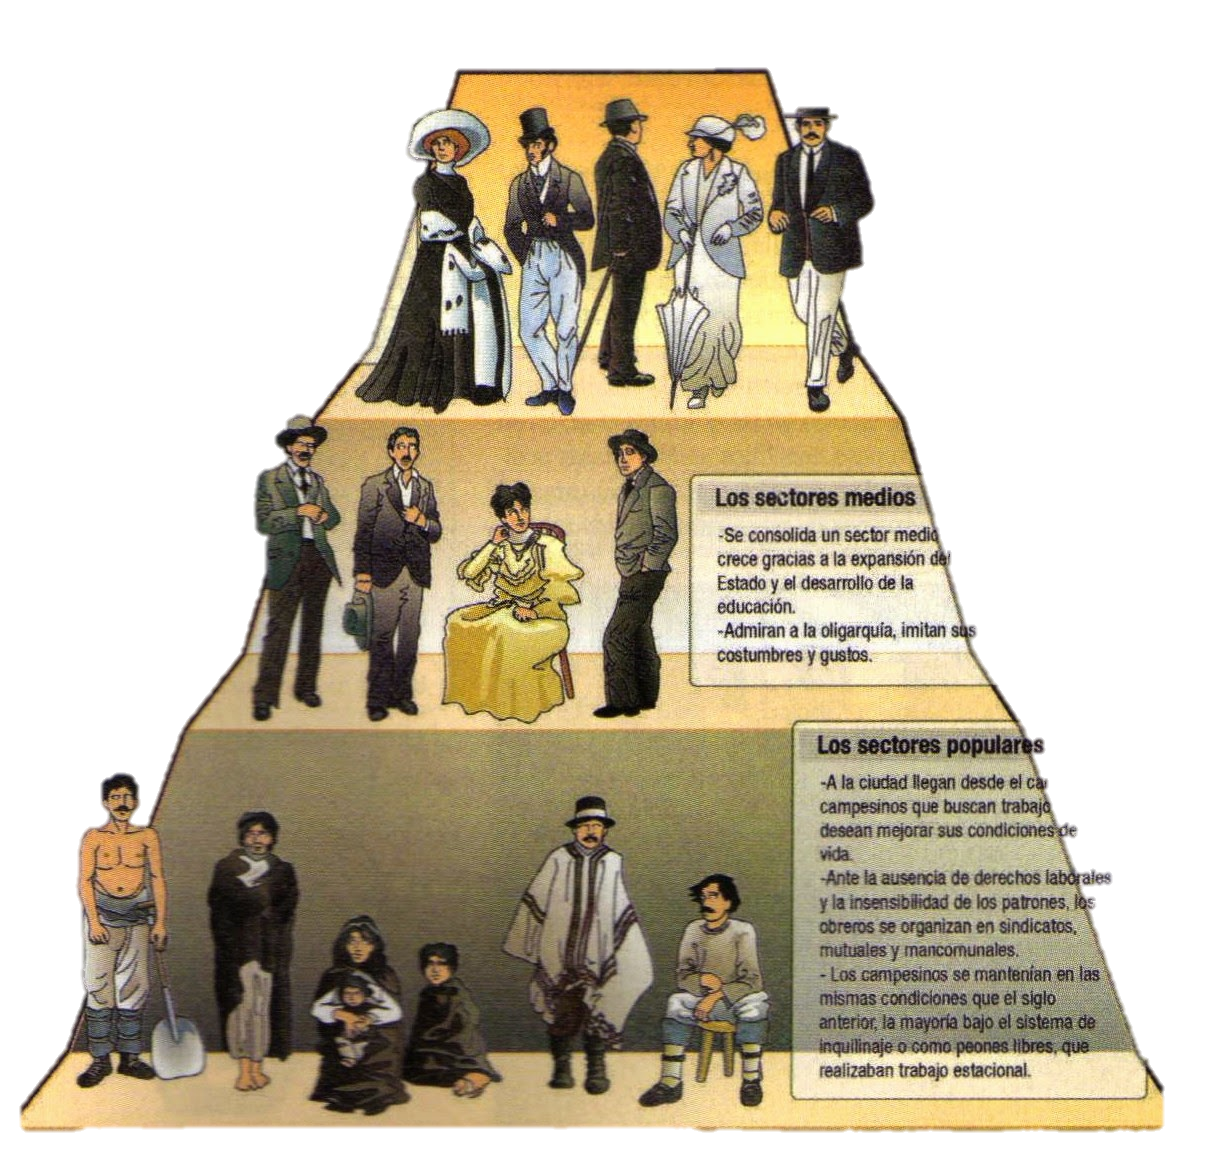 Los sectores medios
-Se consolida un sector medio
crece gracias a la expansión del
Estado y el desarrollo de la
educación.
-Admiran a la oligarquía, imitan sus
costumbres y gustos.
Los sectores populares
-A la ciudad llegan desde el
campesinos que buscan trabajo
desean mejorar sus condiciones de
vida.
-Ante la ausencia de derechos laborales
y la insensibilidad de los patrones, los
obreros se organizan en sindicatos,
mutuales y mancomunales.
- Los campesinos se mantenían en las
mismas condiciones que el siglo
anterior, la mayoría bajo el sistema de
inquilinaje o como peones libres, que
realizaban trabajo estacional.